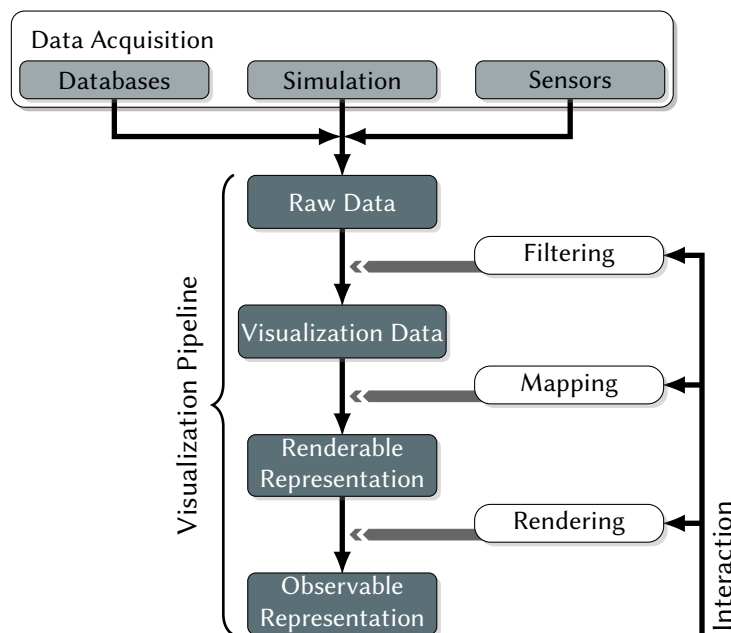 Data Acquisition
Databases
Simulation
Sensors
Raw Data
Filtering
Visualization Data
Mapping
Renderable
Representation
Rendering
Observable
Representation
Visualization Pipeline
Interaction